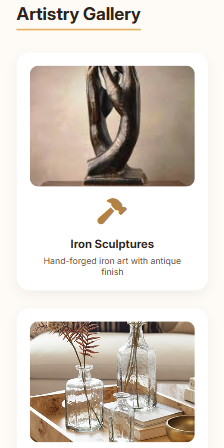 Artistry Gallery
Iron Sculptures
Hand-forged iron art with antique
finish